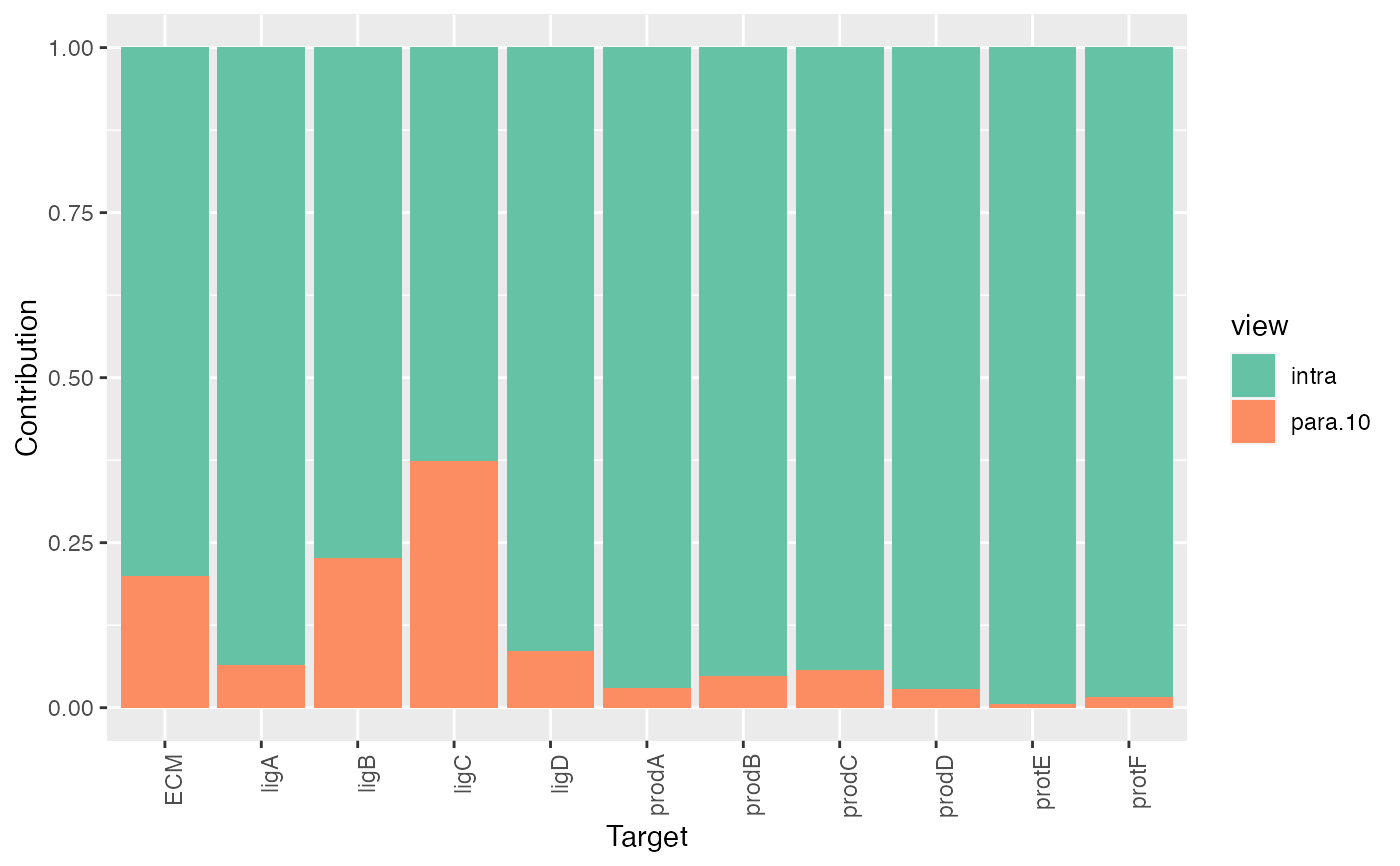 Contribution
1.00
0.75
0.50
0.25
0.00
ECM
ligA
ligB
ligC
ligD
prodA
prodB
prodC
prodD
protE
protF
Target
view
intra
para.10